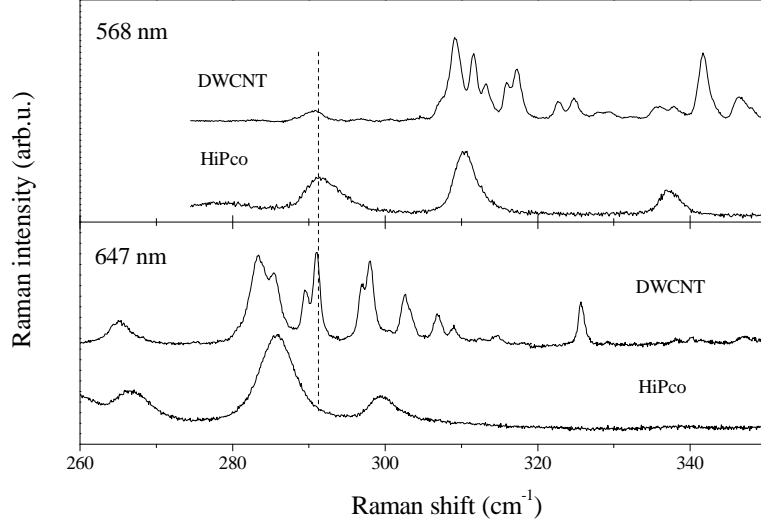 568 nm
DWCNT
HiPco
647 nm
DWCNT
HiPco
260 280 300 320 340
Raman shift (cm⁻¹)
Raman intensity (arb.u.)